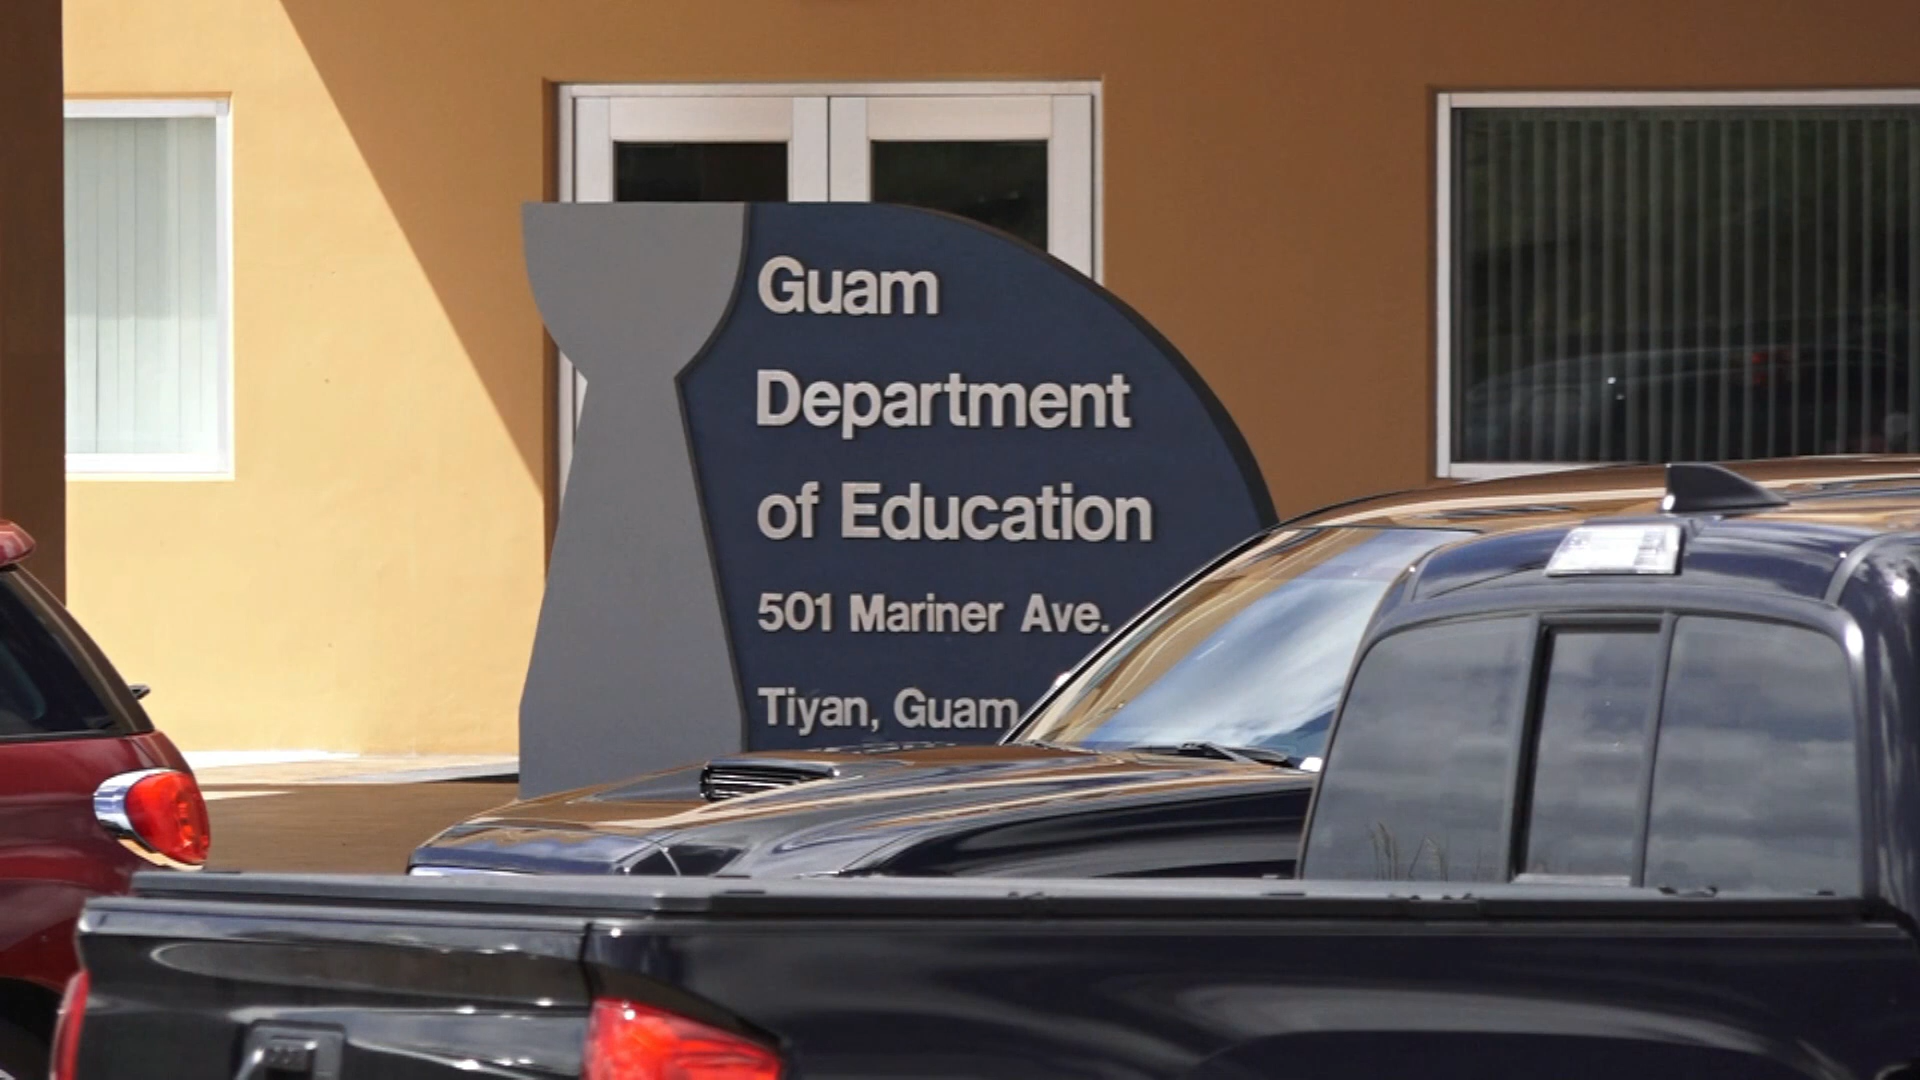 Guam
Department
of Education
501 Mariner Ave.
Tiyan, Guam